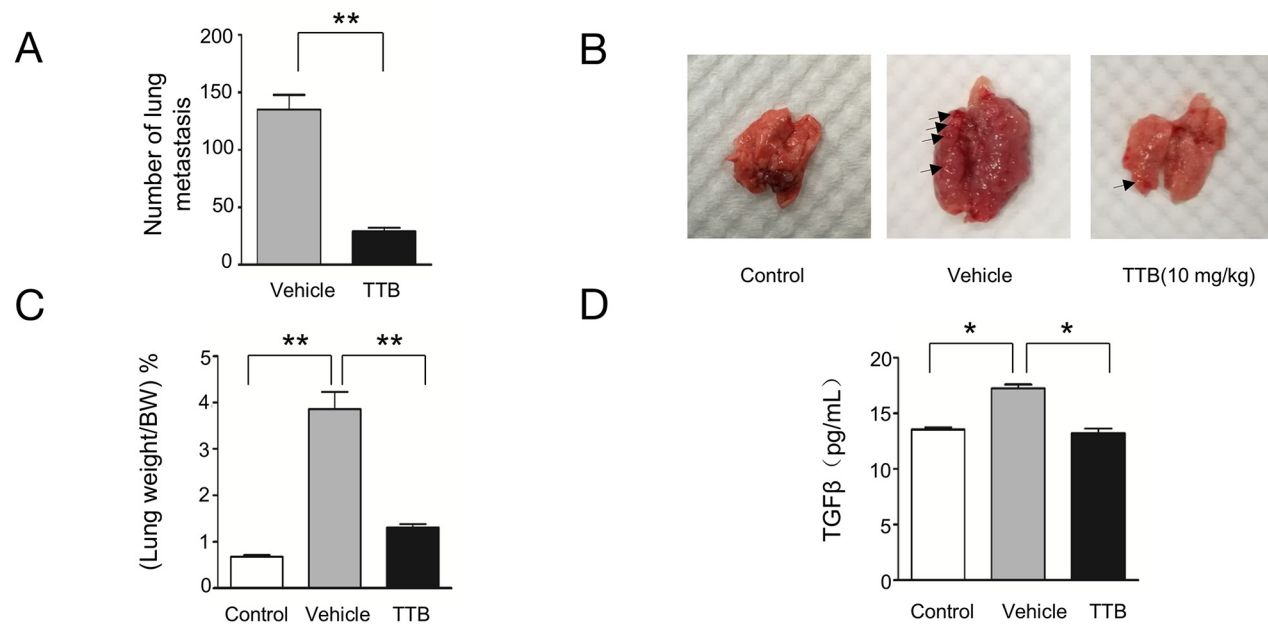 A
**
200
150
100
50
0
Number of lung
metastasis
Vehicle TTB
B
Control Vehicle TTB(10 mg/kg)
C
** **
5
4
3
2
1
0
(Lung weight/BW) %
Control Vehicle TTB
D
* *
20
15
10
5
0
TGFβ（pg/mL）
Control Vehicle TTB